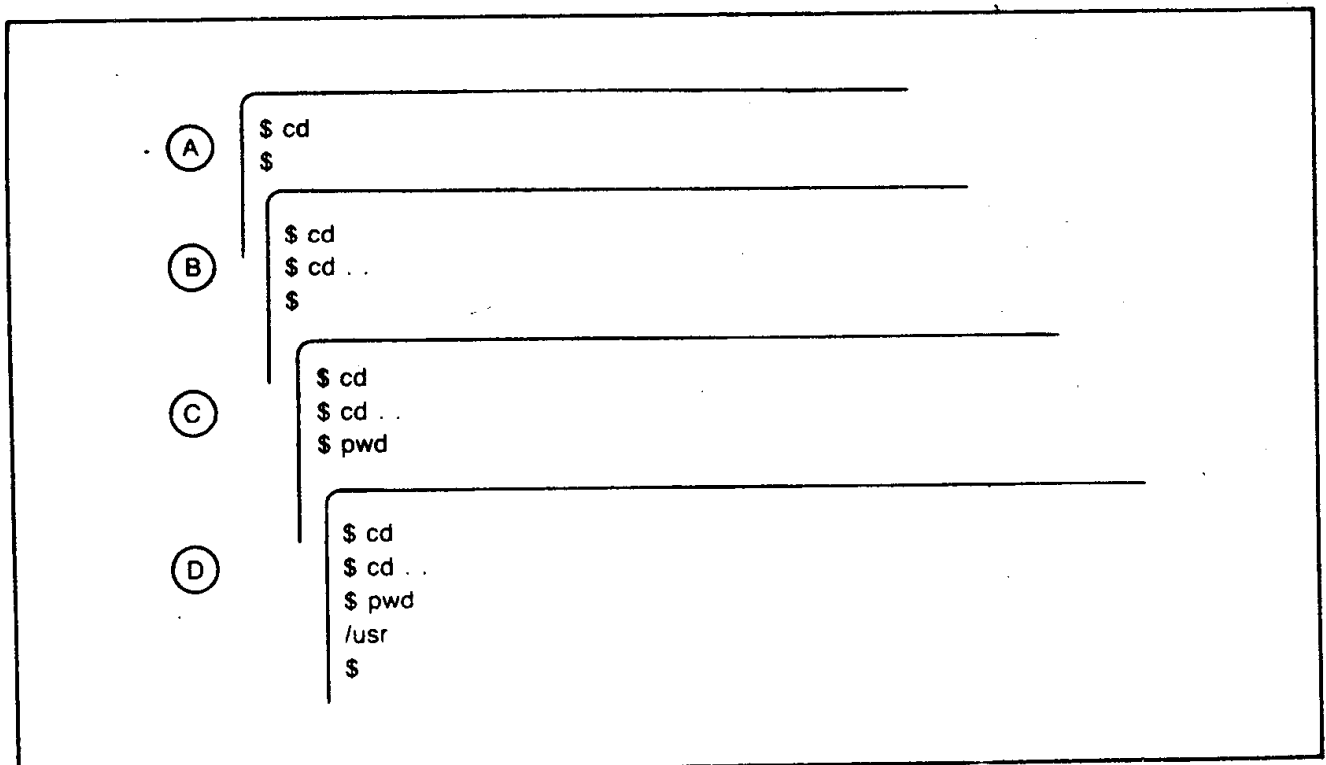 A
$ cd
$
B
$ cd
$ cd . .
$
C
$ cd
$ cd . .
$ pwd
D
$ cd
$ cd . .
$ pwd
/usr
$